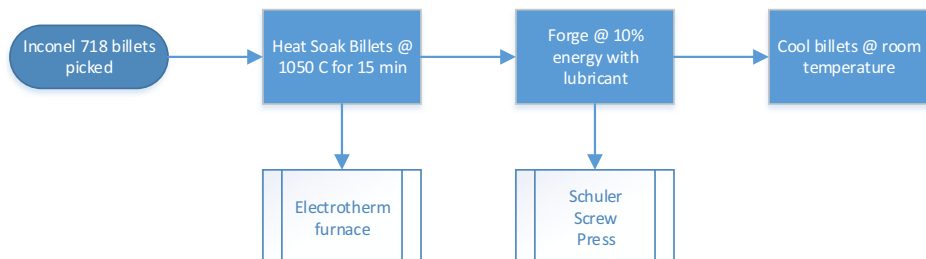 Inconel 718 billets
picked
Heat Soak Billets @
1050 C for 15 min
Forge @ 10%
energy with
lubricant
Cool billets @ room
temperature
Electrotherm
furnace
Schuler
Screw
Press